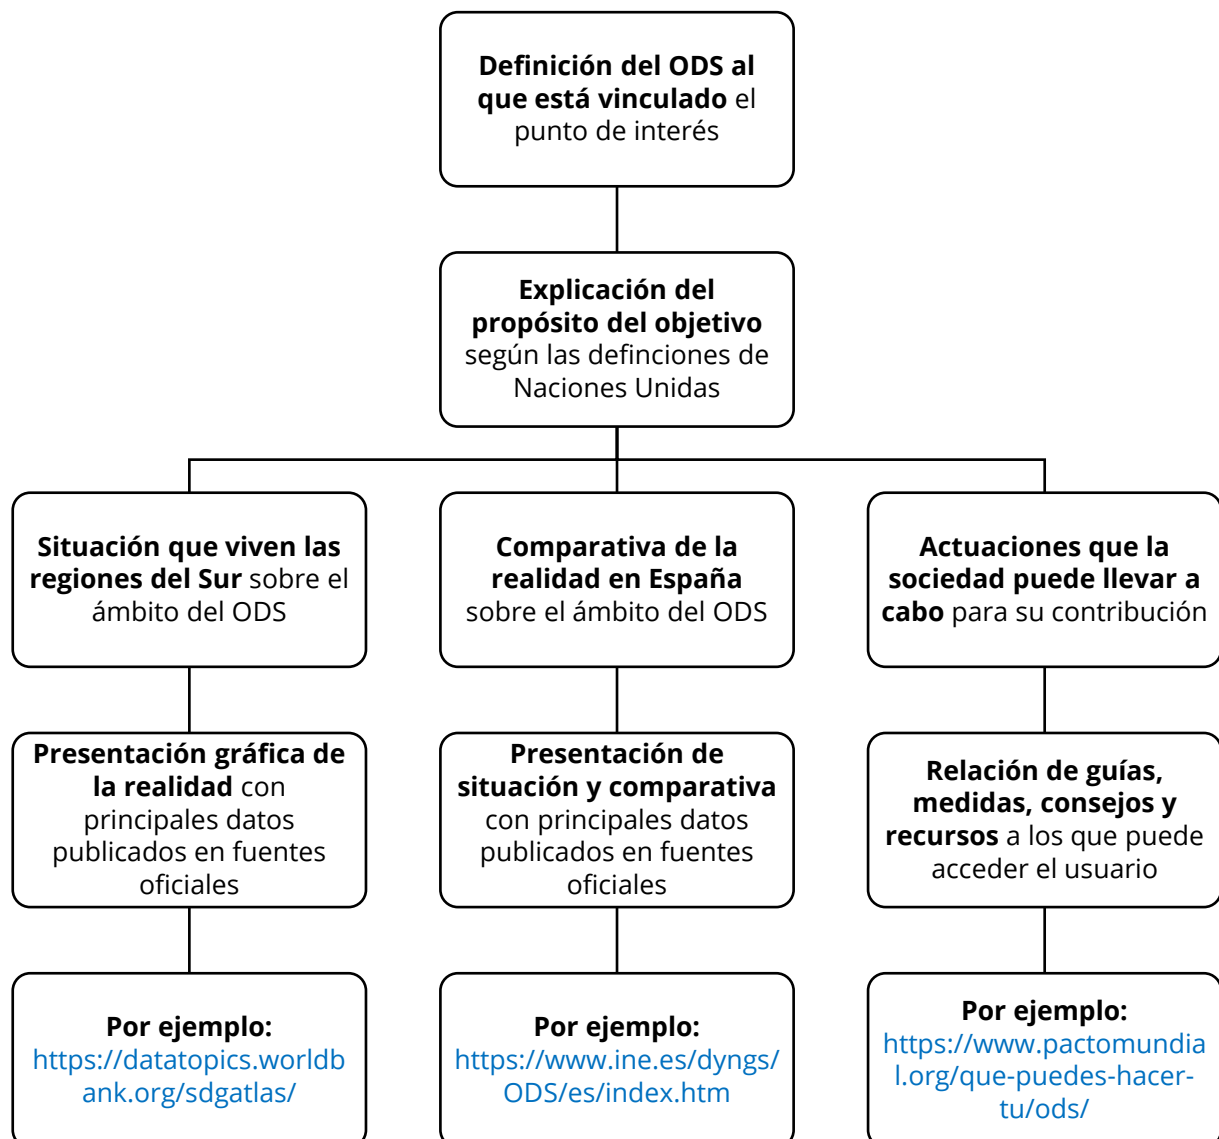 Definición del ODS al
que está vinculado el
punto de interés
Explicación del
propósito del objetivo
según las definciones de
Naciones Unidas
Situación que viven las
regiones del Sur sobre el
ámbito del ODS
Comparativa de la
realidad en España
sobre el ámbito del ODS
Actuaciones que la
sociedad puede llevar a
cabo para su contribución
Presentación gráfica de
la realidad con
principales datos
publicados en fuentes
oficiales
Presentación de
situación y comparativa
con principales datos
publicados en fuentes
oficiales
Relación de guías,
medidas, consejos y
recursos a los que puede
acceder el usuario
Por ejemplo:
https://datatopics.worldb
ank.org/sdgatlas/
Por ejemplo:
https://www.ine.es/dyngs/
ODS/es/index.htm
Por ejemplo:
https://www.pactomundia
l.org/que-puedes-hacer-
tu/ods/